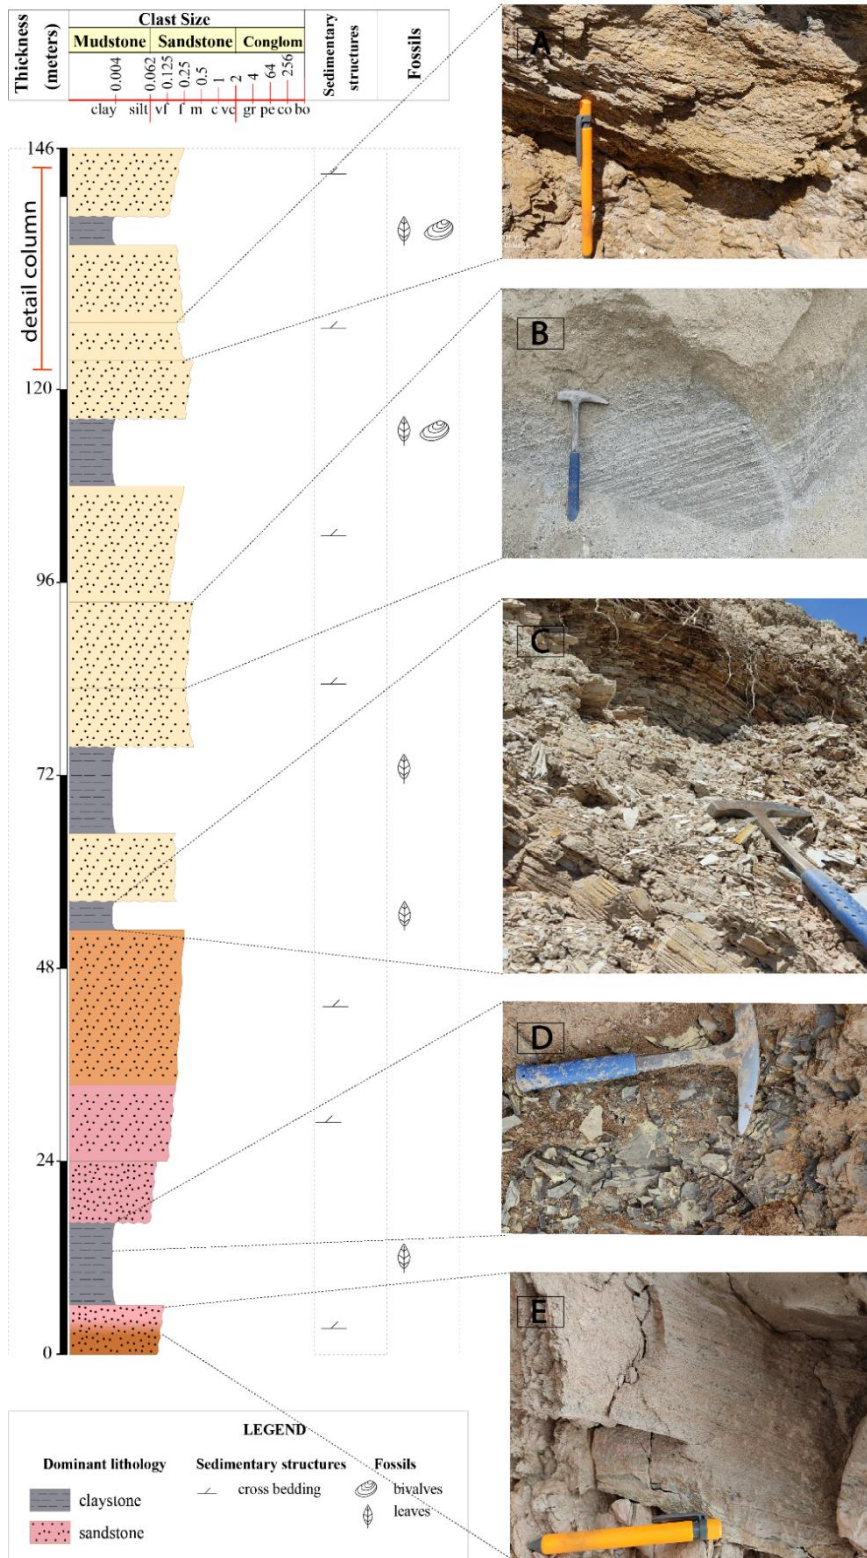 Thickness
(meters)
Clast Size
Mudstone Sandstone Conglom
0.004 0.062 0.125 0.25 0.5 1 2 4 64 256
clay silt vf f m c vc gr pe co bo
Sedimentary
structures
Fossils
146
detail column
120
96
72
48
24
0
A
B
C
D
E
LEGEND
Dominant lithology
claystone
sandstone
Sedimentary structures
cross bedding
Fossils
bivalves
leaves